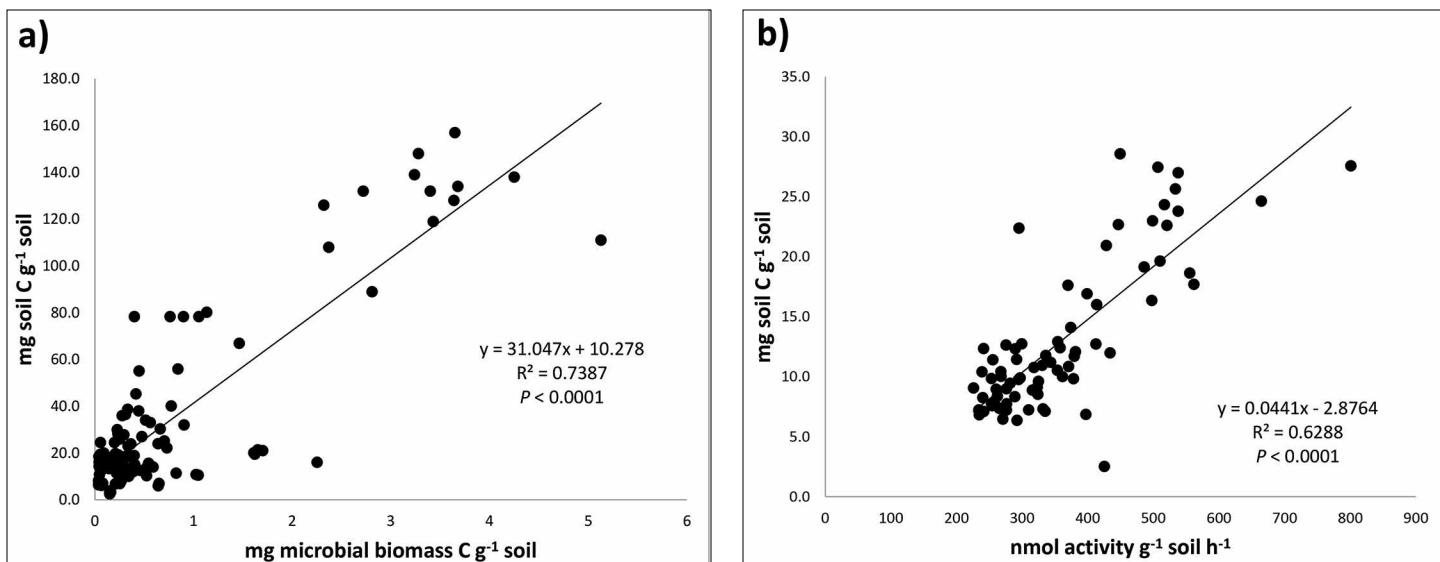 a)
180.0
160.0
140.0
120.0
100.0
80.0
60.0
40.0
20.0
0.0
mg soil C g⁻¹ soil
y = 31.047x + 10.278
R² = 0.7387
P < 0.0001
0 1 2 3 4 5 6
mg microbial biomass C g⁻¹ soil
b)
35.0
30.0
25.0
20.0
15.0
10.0
5.0
0.0
mg soil C g⁻¹ soil
y = 0.0441x - 2.8764
R² = 0.6288
P < 0.0001
0 100 200 300 400 500 600 700 800 900
nmol activity g⁻¹ soil h⁻¹